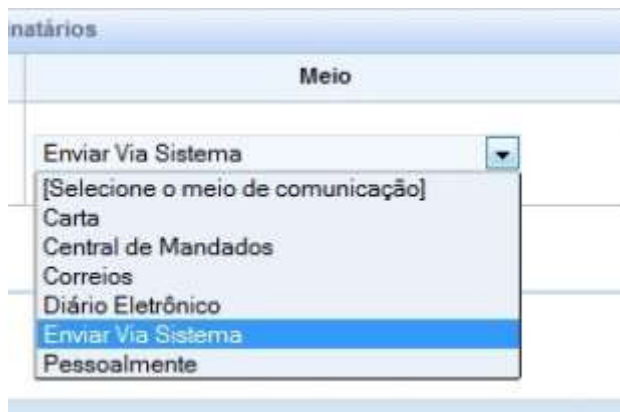 natários
Meio
Enviar Via Sistema
[Selecione o meio de comunicação]
Carta
Central de Mandados
Correios
Diário Eletrônico
Enviar Via Sistema
Pessoalmente